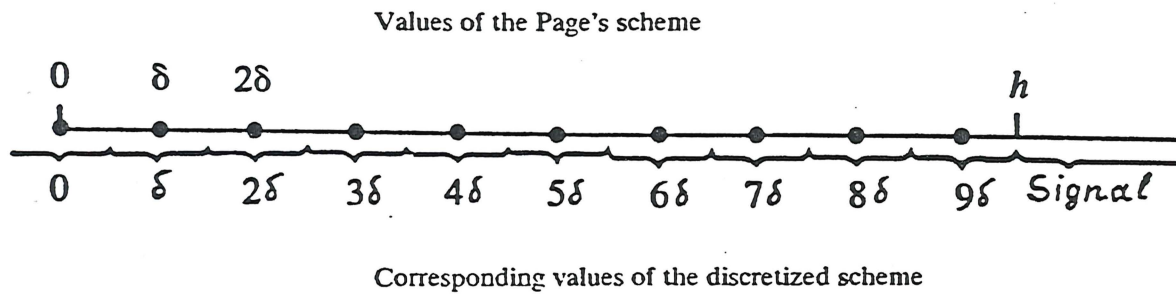 Values of the Page's scheme
0 δ 2δ h
0 δ 2δ 3δ 4δ 5δ 6δ 7δ 8δ 9δ Signal
Corresponding values of the discretized scheme